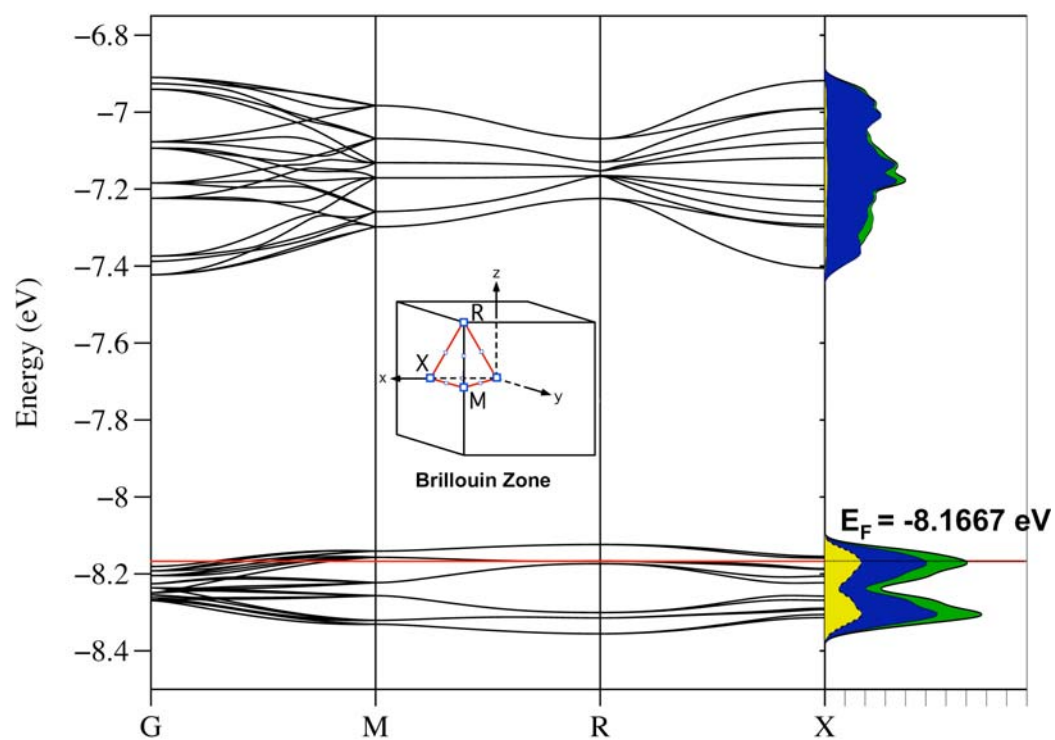 Energy (eV)
−6.8
−7
−7.2
−7.4
−7.6
−7.8
−8
−8.2
−8.4
z
R
X
x
M
y
Brillouin Zone
E_F = -8.1667 eV
G M R X